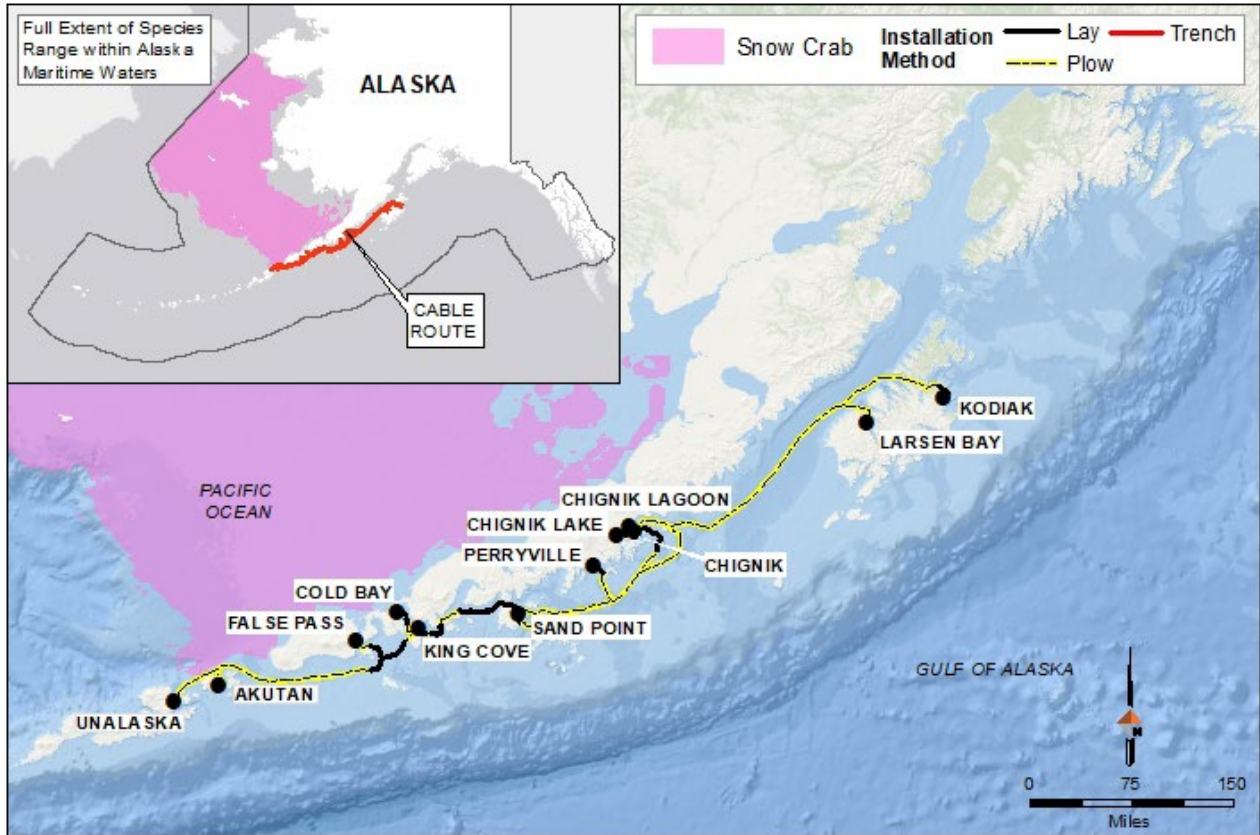 Full Extent of Species
Range within Alaska
Maritime Waters
ALASKA
CABLE
ROUTE
Snow Crab
Installation
Method
Lay
Trench
Plow
PACIFIC
OCEAN
KODIAK
LARSEN BAY
CHIGNIK LAGOON
CHIGNIK LAKE
PERRYVILLE
CHIGNIK
COLD BAY
FALSE PASS
SAND POINT
KING COVE
GULF OF ALASKA
AKUTAN
UNALASKA
N
0 75 150
Miles